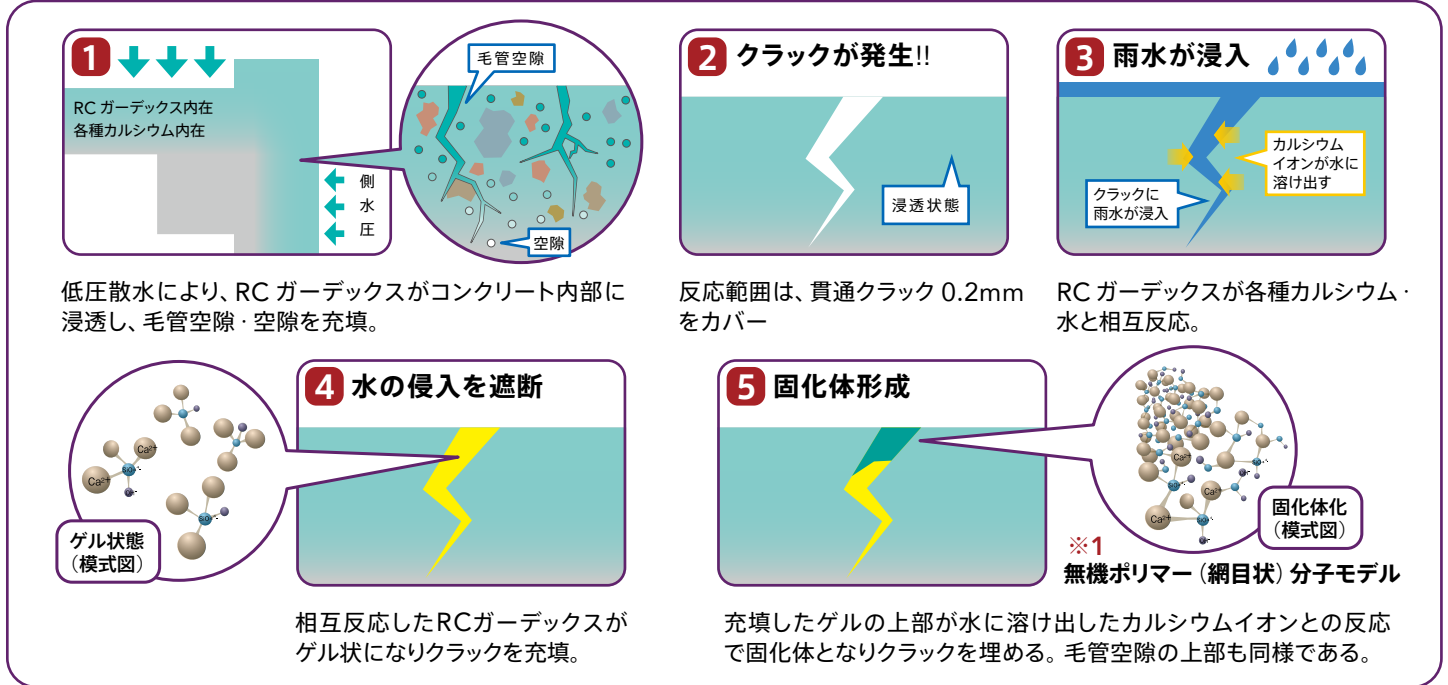 1
RC ガーデックス内在
各種カルシウム内在
側
水
圧
毛管空隙
空隙
低圧散水により、RC ガーデックスがコンクリート内部に
浸透し、毛管空隙・空隙を充填。
2 クラックが発生!!
浸透状態
反応範囲は、貫通クラック 0.2mm
をカバー
3 雨水が浸入
カルシウム
イオンが水に
溶け出す
クラックに
雨水が浸入
RC ガーデックスが各種カルシウム・
水と相互反応。
4 水の侵入を遮断
Ca²⁺
Ca²⁺
ゲル状態
（模式図）
相互反応したRCガーデックスが
ゲル状になりクラックを充填。
5 固化体形成
Ca²⁺
Ca²⁺
Ca²⁺
固化体化
（模式図）
※1
無機ポリマー（網目状）分子モデル
充填したゲルの上部が水に溶け出したカルシウムイオンとの反応
で固化体となりクラックを埋める。毛管空隙の上部も同様である。